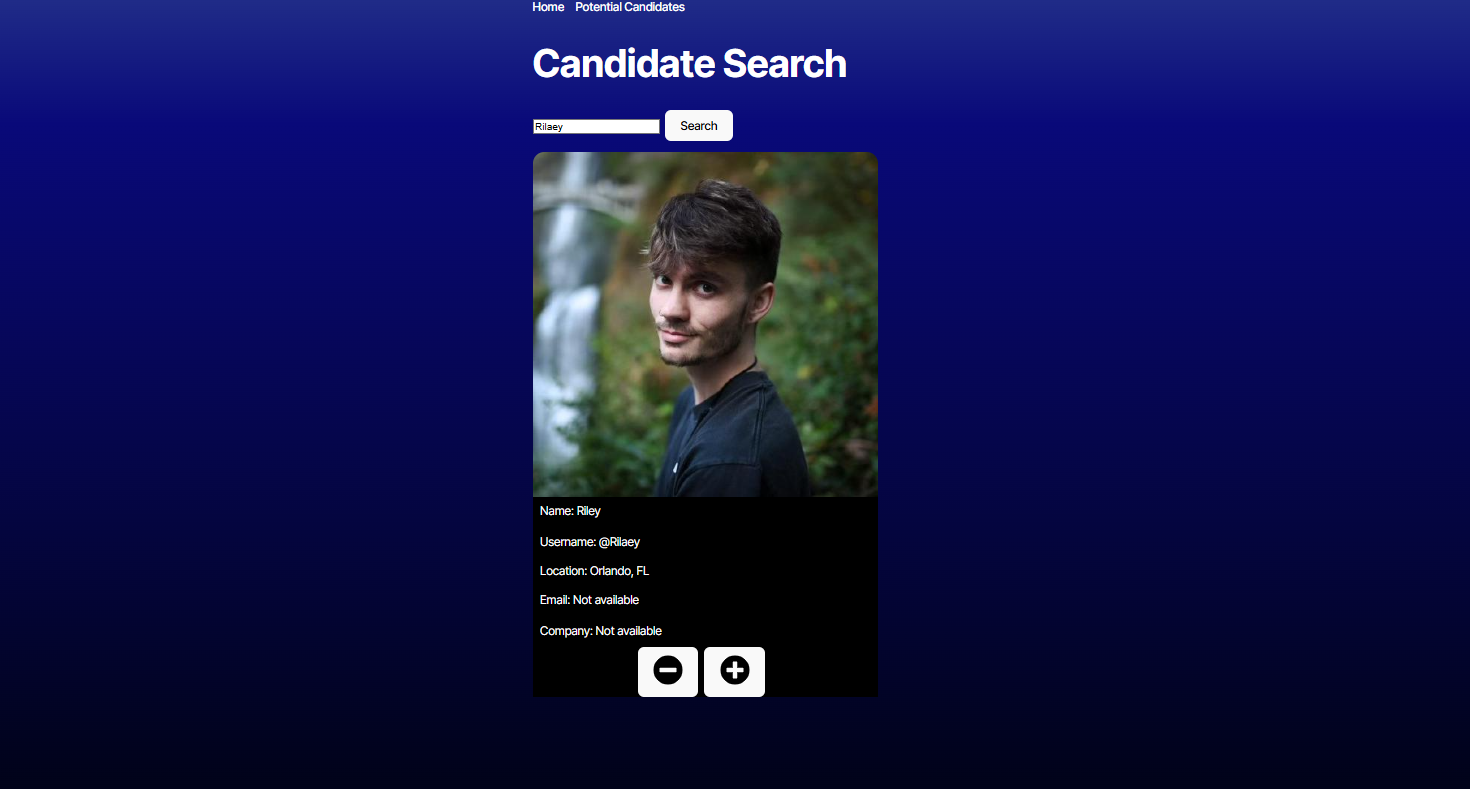 Home Potential Candidates
Candidate Search
Rilaey Search
Name: Riley
Username: @Rilaey
Location: Orlando, FL
Email: Not available
Company: Not available